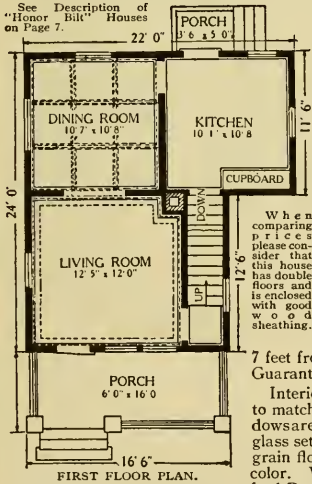 See Description of
"Honor Bilt" Houses
on Page 7.
PORCH
3'6 x 5'0"
22' 0"
DINING ROOM
10'7" x 10'8"
KITCHEN
10'1" x 10'8
11'6"
CUPBOARD
DOWN
24'0"
LIVING ROOM
12'5" x 12'0"
UP
12'6"
When
comparing
prices
please con-
sider that
this house
has double
floors and
is enclosed
with good
wood
sheathing.
PORCH
6'0" x 16'0
16' 6"
FIRST FLOOR PLAN.
7 feet fro
Guarant
Interio
to match
dows are
glass set
grain flo
color. V